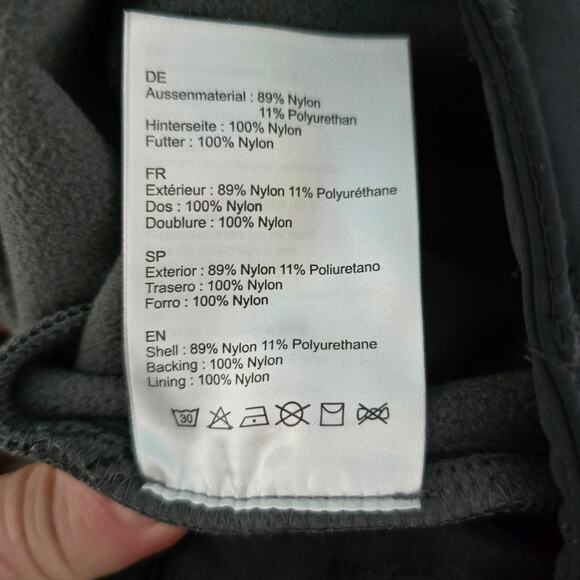 DE
Aussenmaterial : 89% Nylon
11% Polyurethan
Hinterseite : 100% Nylon
Futter : 100% Nylon
FR
Extérieur : 89% Nylon 11% Polyuréthane
Dos : 100% Nylon
Doublure : 100% Nylon
SP
Exterior : 89% Nylon 11% Poliuretano
Trasero : 100% Nylon
Forro : 100% Nylon
EN
Shell : 89% Nylon 11% Polyurethane
Backing : 100% Nylon
Lining : 100% Nylon
30